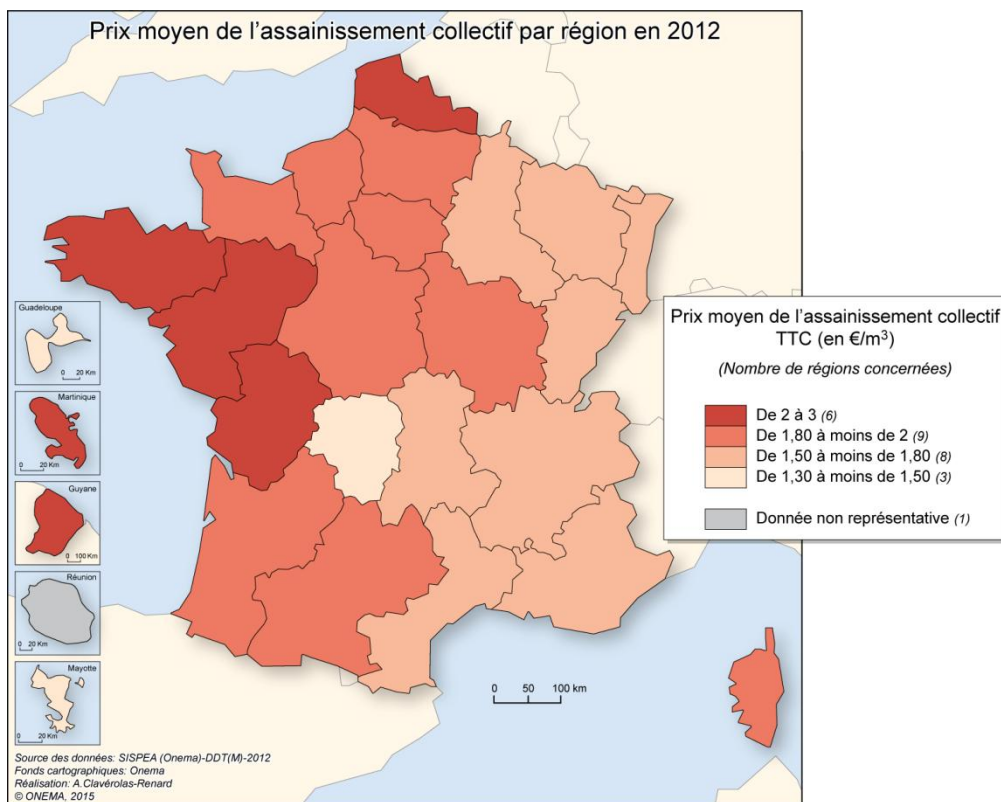 Prix moyen de l'assainissement collectif par région en 2012
Guadeloupe
0 20 Km
Martinique
0 20 Km
Guyane
0 100 Km
Réunion
0 20 Km
Mayotte
0 20 Km
Prix moyen de l'assainissement collectif
TTC (en €/m³)
(Nombre de régions concernées)
De 2 à 3 (6)
De 1,80 à moins de 2 (9)
De 1,50 à moins de 1,80 (8)
De 1,30 à moins de 1,50 (3)
Donnée non représentative (1)
0 50 100 km
Source des données: SISPEA (Onema)-DDT(M)-2012
Fonds cartographiques: Onema
Réalisation: A.Clavérolas-Renard
© ONEMA, 2015